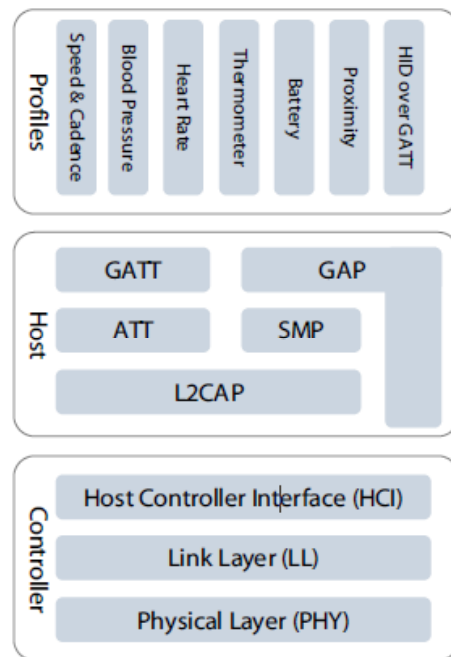 Profiles
Speed & Cadence
Blood Pressure
Heart Rate
Thermometer
Battery
Proximity
HID over GATT
Host
GATT
GAP
ATT
SMP
L2CAP
Controller
Host Controller Interface (HCI)
Link Layer (LL)
Physical Layer (PHY)